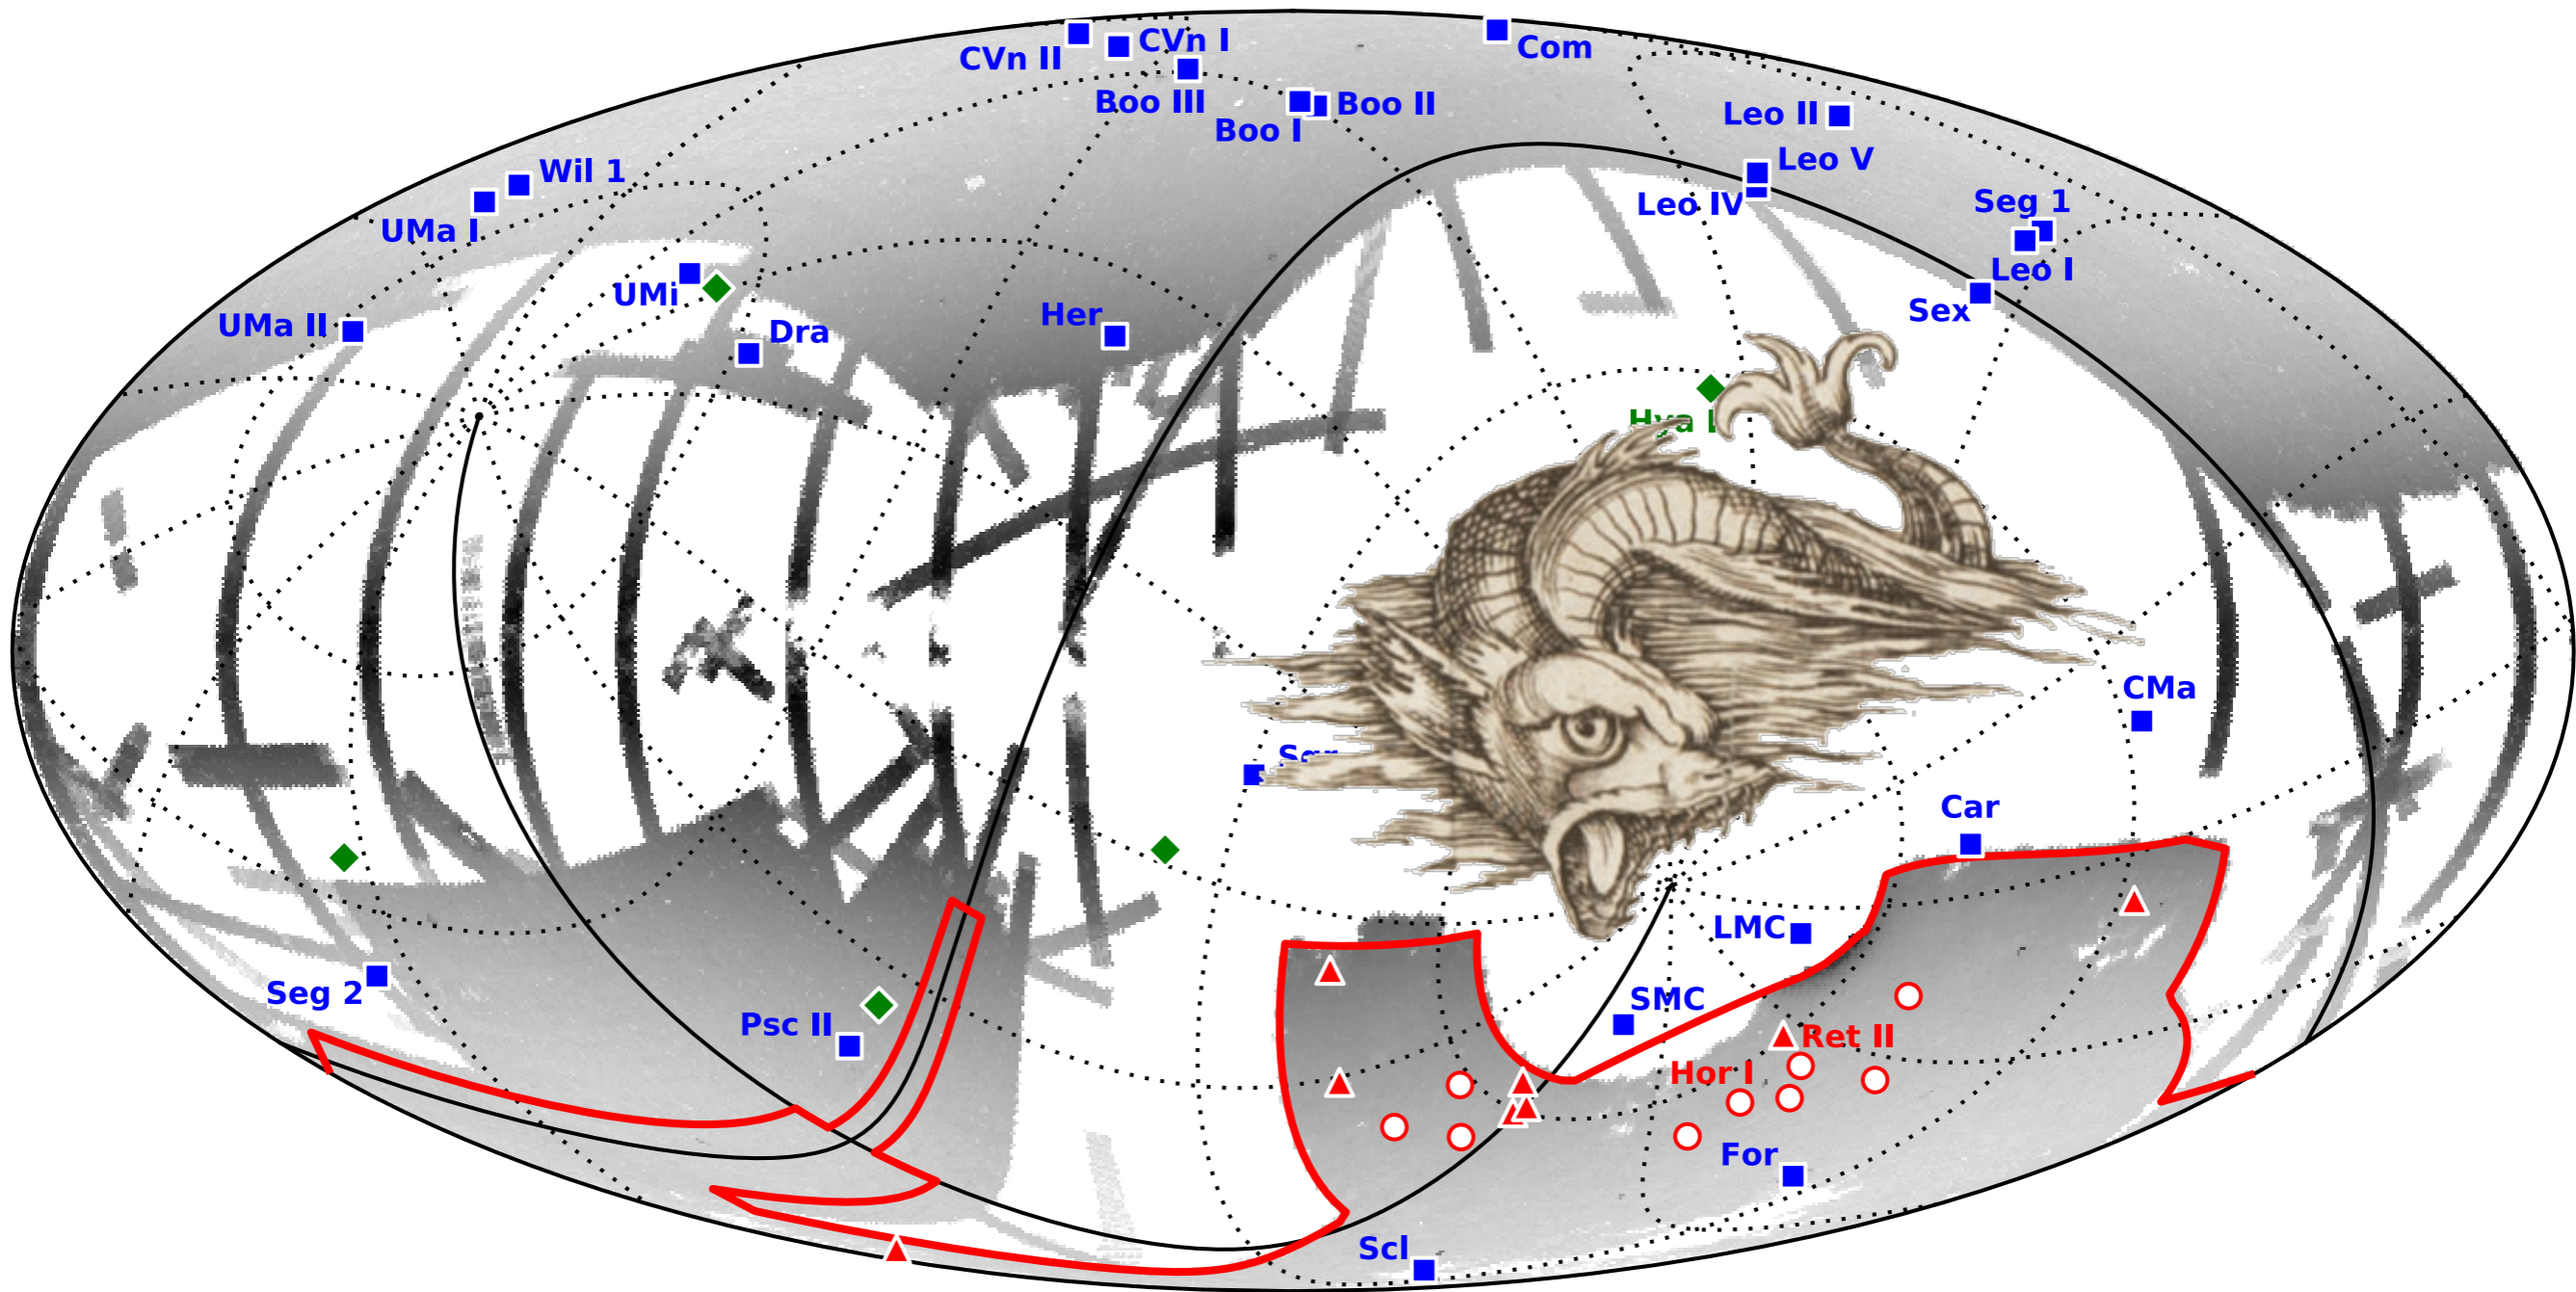 CVn II
CVn I
Com
Boo III
Boo I
Boo II
Leo II
Wil 1
Leo V
UMa I
Leo IV
Seg 1
UMi
Leo I
UMa II
Dra
Her
Sex
Hya I
CMa
Sgr
Car
LMC
Seg 2
SMC
Psc II
Ret II
Hor I
For
Scl